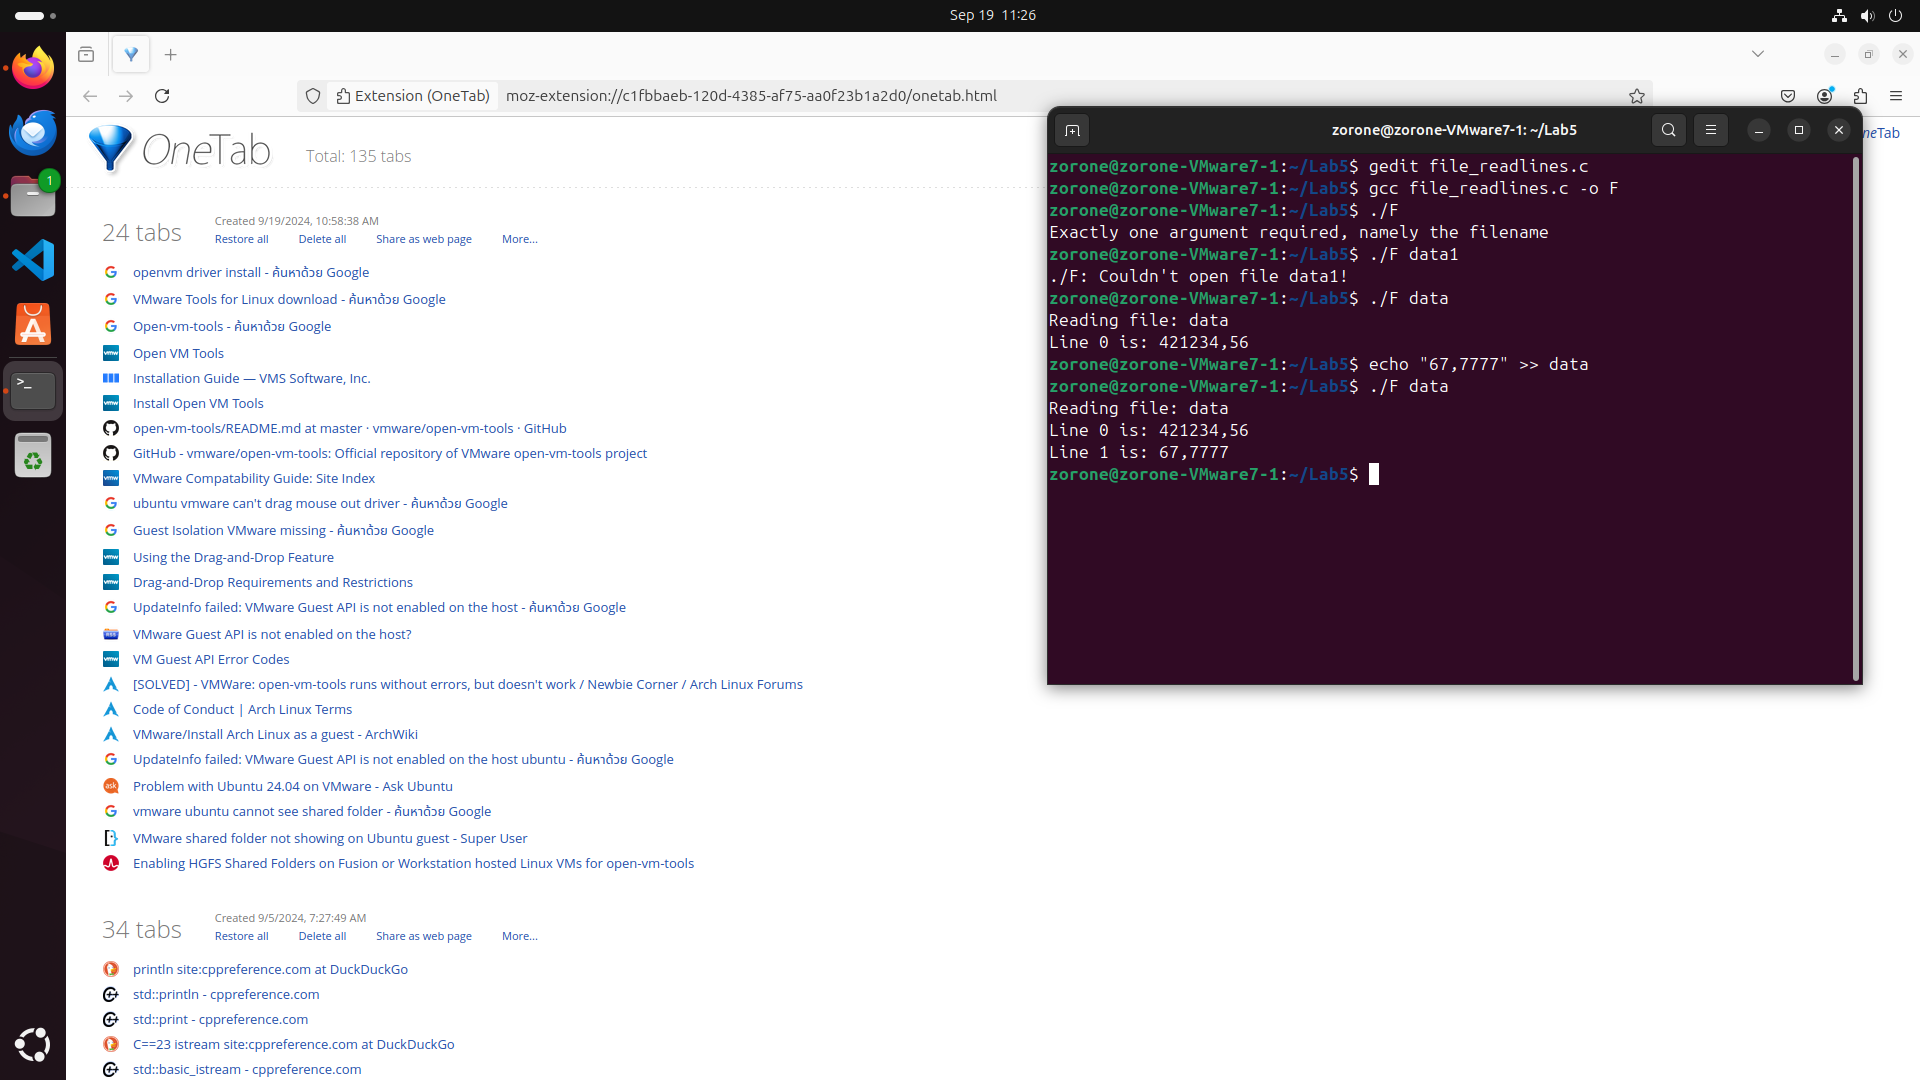 Sep 19 11:26
Extension (OneTab)
moz-extension://c1fbbaeb-120d-4385-af75-aa0f23b1a2d0/onetab.html
1
OneTab
Total: 135 tabs
neTab
24 tabs
Created 9/19/2024, 10:58:38 AM
Restore all
Delete all
Share as web page
More...
openvm driver install - ค้นหาด้วย Google
VMware Tools for Linux download - ค้นหาด้วย Google
Open-vm-tools - ค้นหาด้วย Google
Open VM Tools
Installation Guide — VMS Software, Inc.
Install Open VM Tools
open-vm-tools/README.md at master · vmware/open-vm-tools · GitHub
GitHub - vmware/open-vm-tools: Official repository of VMware open-vm-tools project
VMware Compatability Guide: Site Index
ubuntu vmware can't drag mouse out driver - ค้นหาด้วย Google
Guest Isolation VMware missing - ค้นหาด้วย Google
Using the Drag-and-Drop Feature
Drag-and-Drop Requirements and Restrictions
UpdateInfo failed: VMware Guest API is not enabled on the host - ค้นหาด้วย Google
VMware Guest API is not enabled on the host?
VM Guest API Error Codes
[SOLVED] - VMWare: open-vm-tools runs without errors, but doesn't work / Newbie Corner / Arch Linux Forums
Code of Conduct | Arch Linux Terms
VMware/Install Arch Linux as a guest - ArchWiki
UpdateInfo failed: VMware Guest API is not enabled on the host ubuntu - ค้นหาด้วย Google
Problem with Ubuntu 24.04 on VMware - Ask Ubuntu
vmware ubuntu cannot see shared folder - ค้นหาด้วย Google
VMware shared folder not showing on Ubuntu guest - Super User
Enabling HGFS Shared Folders on Fusion or Workstation hosted Linux VMs for open-vm-tools
34 tabs
Created 9/5/2024, 7:27:49 AM
Restore all
Delete all
Share as web page
More...
println site:cppreference.com at DuckDuckGo
std::println - cppreference.com
std::print - cppreference.com
C==23 istream site:cppreference.com at DuckDuckGo
std::basic_istream - cppreference.com
zorone@zorone-VMware7-1: ~/Lab5
zorone@zorone-VMware7-1:~/Lab5$ gedit file_readlines.c
zorone@zorone-VMware7-1:~/Lab5$ gcc file_readlines.c -o F
zorone@zorone-VMware7-1:~/Lab5$ ./F
Exactly one argument required, namely the filename
zorone@zorone-VMware7-1:~/Lab5$ ./F data1
./F: Couldn't open file data1!
zorone@zorone-VMware7-1:~/Lab5$ ./F data
Reading file: data
Line 0 is: 421234,56
zorone@zorone-VMware7-1:~/Lab5$ echo "67,7777" >> data
zorone@zorone-VMware7-1:~/Lab5$ ./F data
Reading file: data
Line 0 is: 421234,56
Line 1 is: 67,7777
zorone@zorone-VMware7-1:~/Lab5$